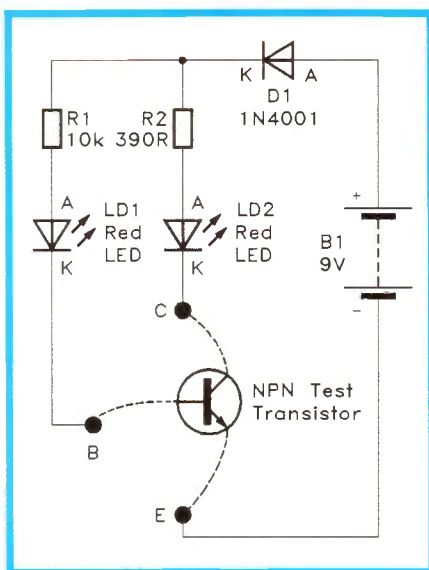 K A
D1
1N4001
R1 R2
10k 390R
A A
LD1 LD2
Red Red
LED LED
K K
+
B1
9V
-
C
NPN Test
Transistor
B
E